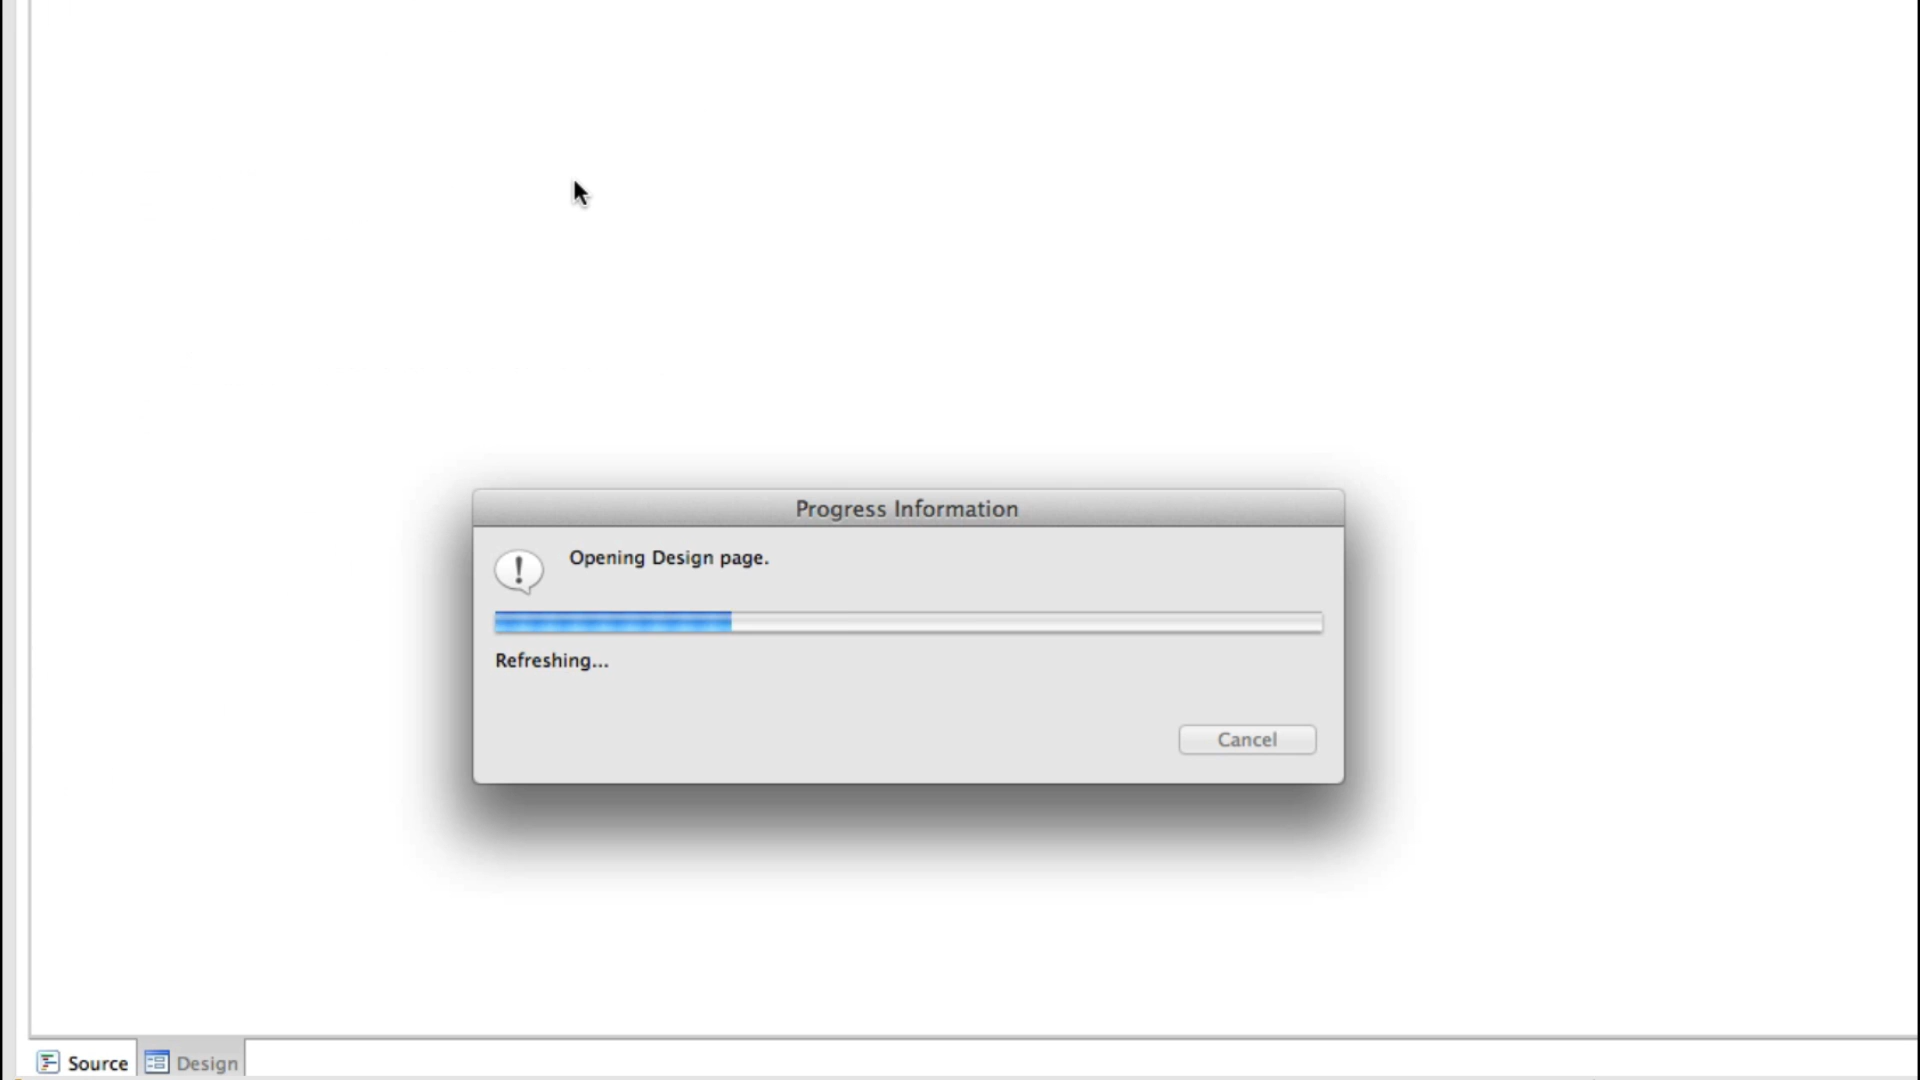 Progress Information
Opening Design page.
Refreshing...
Cancel
Source
Design